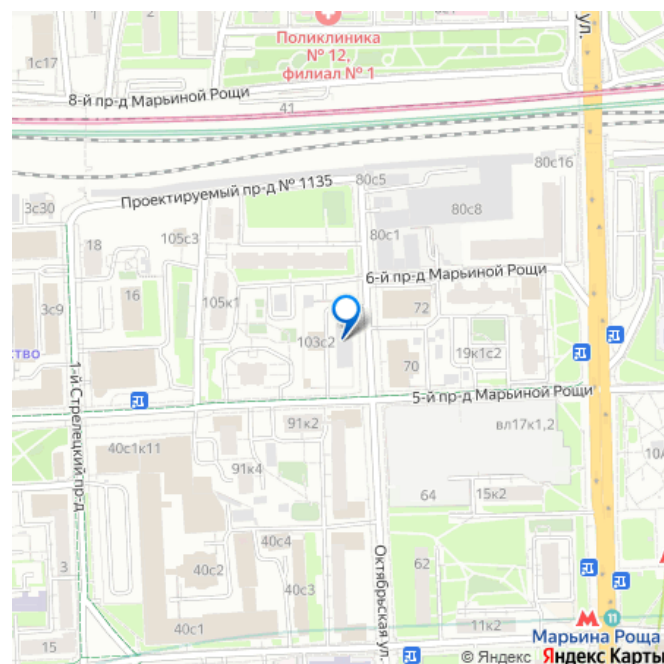 ул.
Поликлиника
№ 12,
филиал № 1
1с17
8-й пр-д Марьиной Рощи
41
80с16
Проектируемый пр-д № 1135
80с5
3с30
80с8
105с3
80с1
18
6-й пр-д Марьиной Рощи
16
105к1
72
3с9
103с2
19к1с2
ство
70
1-й Стрелецкий пр-д
5-й пр-д Марьиной Рощи
91к2
вл17к1,2
40с1к11
10
91к4
64
15к2
Октябрьская ул.
40с4
62
3
40с2
40с3
11
11к2
40с1
Марьина Роща
15
© Яндекс Яндекс Карты